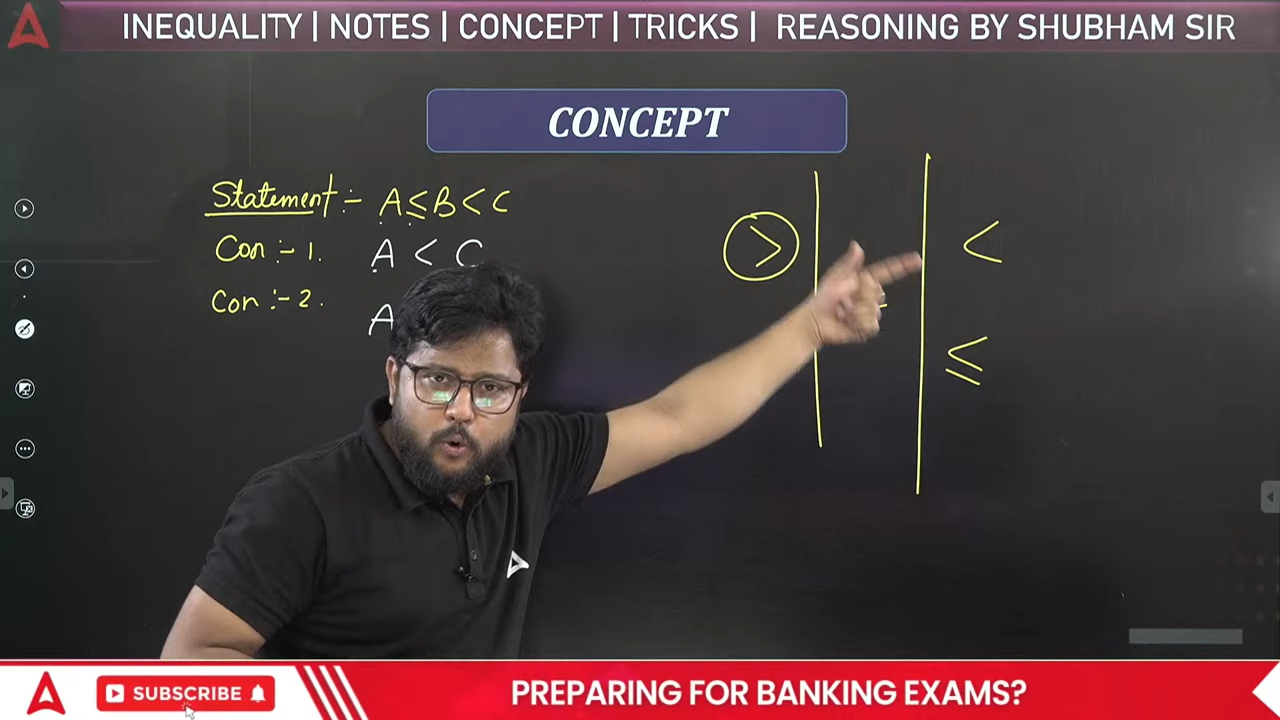 INEQUALITY | NOTES | CONCEPT | TRICKS | REASONING BY SHUBHAM SIR
CONCEPT
Statement :- A ≤ B < C
Con :- 1. A < C
Con :- 2. A
> <
≤
SUBSCRIBE
PREPARING FOR BANKING EXAMS?